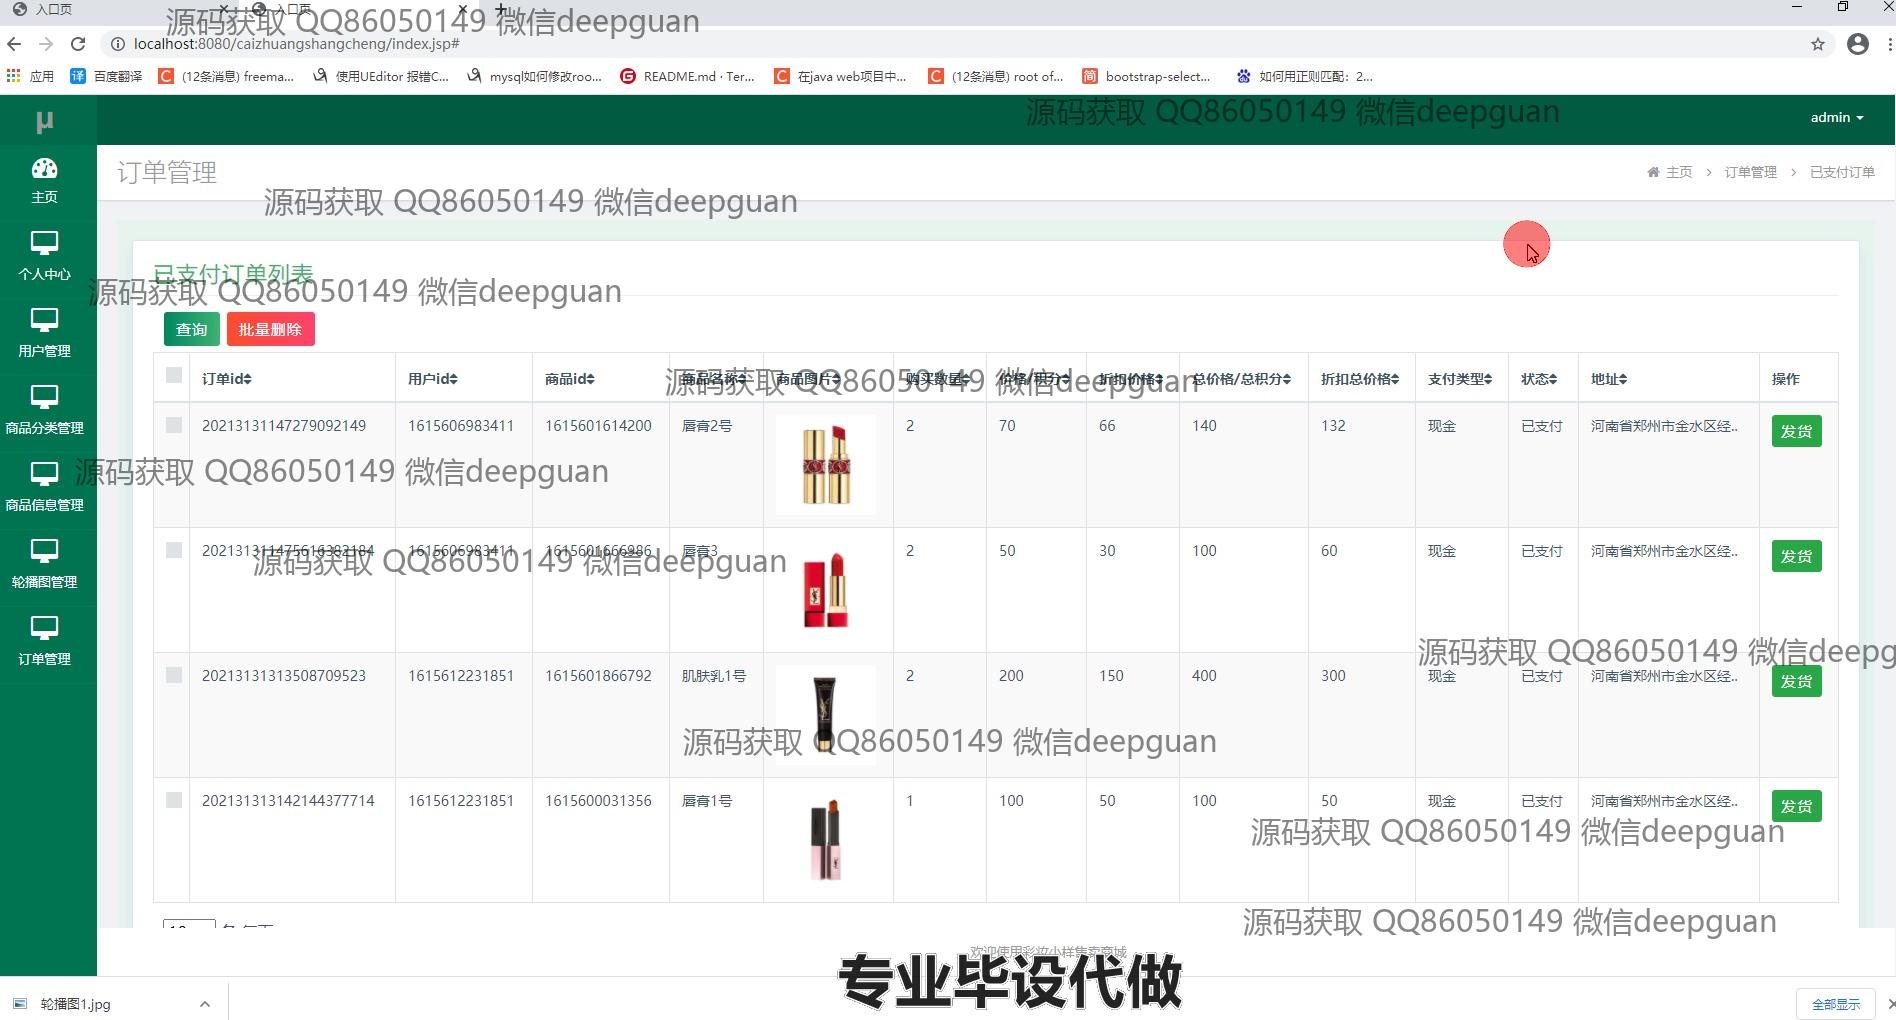 入口页
入口页
源码获取 QQ86050149 微信deepguan
localhost:8080/caizhuangshangcheng/index.jsp#
应用
百度翻译
(12条消息) freema...
使用UEditor 报错C...
mysql如何修改roo...
README.md · Ter...
在java web项目中...
(12条消息) root of...
bootstrap-select...
如何用正则匹配：2...
源码获取 QQ86050149 微信deepguan
admin
μ
主页
个人中心
用户管理
商品分类管理
商品信息管理
轮播图管理
订单管理
订单管理
主页 > 订单管理 > 已支付订单
源码获取 QQ86050149 微信deepguan
已支付订单列表
源码获取 QQ86050149 微信deepguan
查询 批量删除
订单id 用户id 商品id 商品名称 商品图片 购买数量 价格/积分 折扣价格 总价格/总积分 折扣总价格 支付类型 状态 地址 操作
源码获取 QQ86050149 微信deepguan
20213131147279092149 1615606983411 1615601614200 唇膏2号 2 70 66 140 132 现金 已支付 河南省郑州市金水区经.. 发货
源码获取 QQ86050149 微信deepguan
202131311475616382184 1615606983411 1615601666986 唇膏3 2 50 30 100 60 现金 已支付 河南省郑州市金水区经.. 发货
源码获取 QQ86050149 微信deepguan
源码获取 QQ86050149 微信deepg
20213131313508709523 1615612231851 1615601866792 肌肤乳1号 2 200 150 400 300 现金 已支付 河南省郑州市金水区经.. 发货
源码获取 QQ86050149 微信deepguan
202131313142144377714 1615612231851 1615600031356 唇膏1号 1 100 50 100 50 现金 已支付 河南省郑州市金水区经.. 发货
源码获取 QQ86050149 微信deepguan
源码获取 QQ86050149 微信deepguan
欢迎使用彩妆小样售卖商城
专业毕设代做
轮播图1.jpg
全部显示